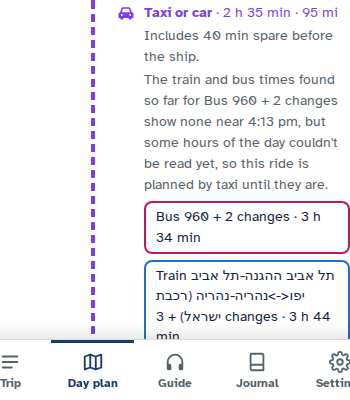 Taxi or car · 2 h 35 min · 95 mi
Includes 40 min spare before
the ship.
The train and bus times found
so far for Bus 960 + 2 changes
show none near 4:13 pm, but
some hours of the day couldn't
be read yet, so this ride is
planned by taxi until they are.
Bus 960 + 2 changes · 3 h
34 min
Train תל אביב ההגנה-תל אביב
יפו<->נהריה-נהריה (רכבת
ישראל) + 3 changes · 3 h 44
min
Trip
Day plan
Guide
Journal
Settin